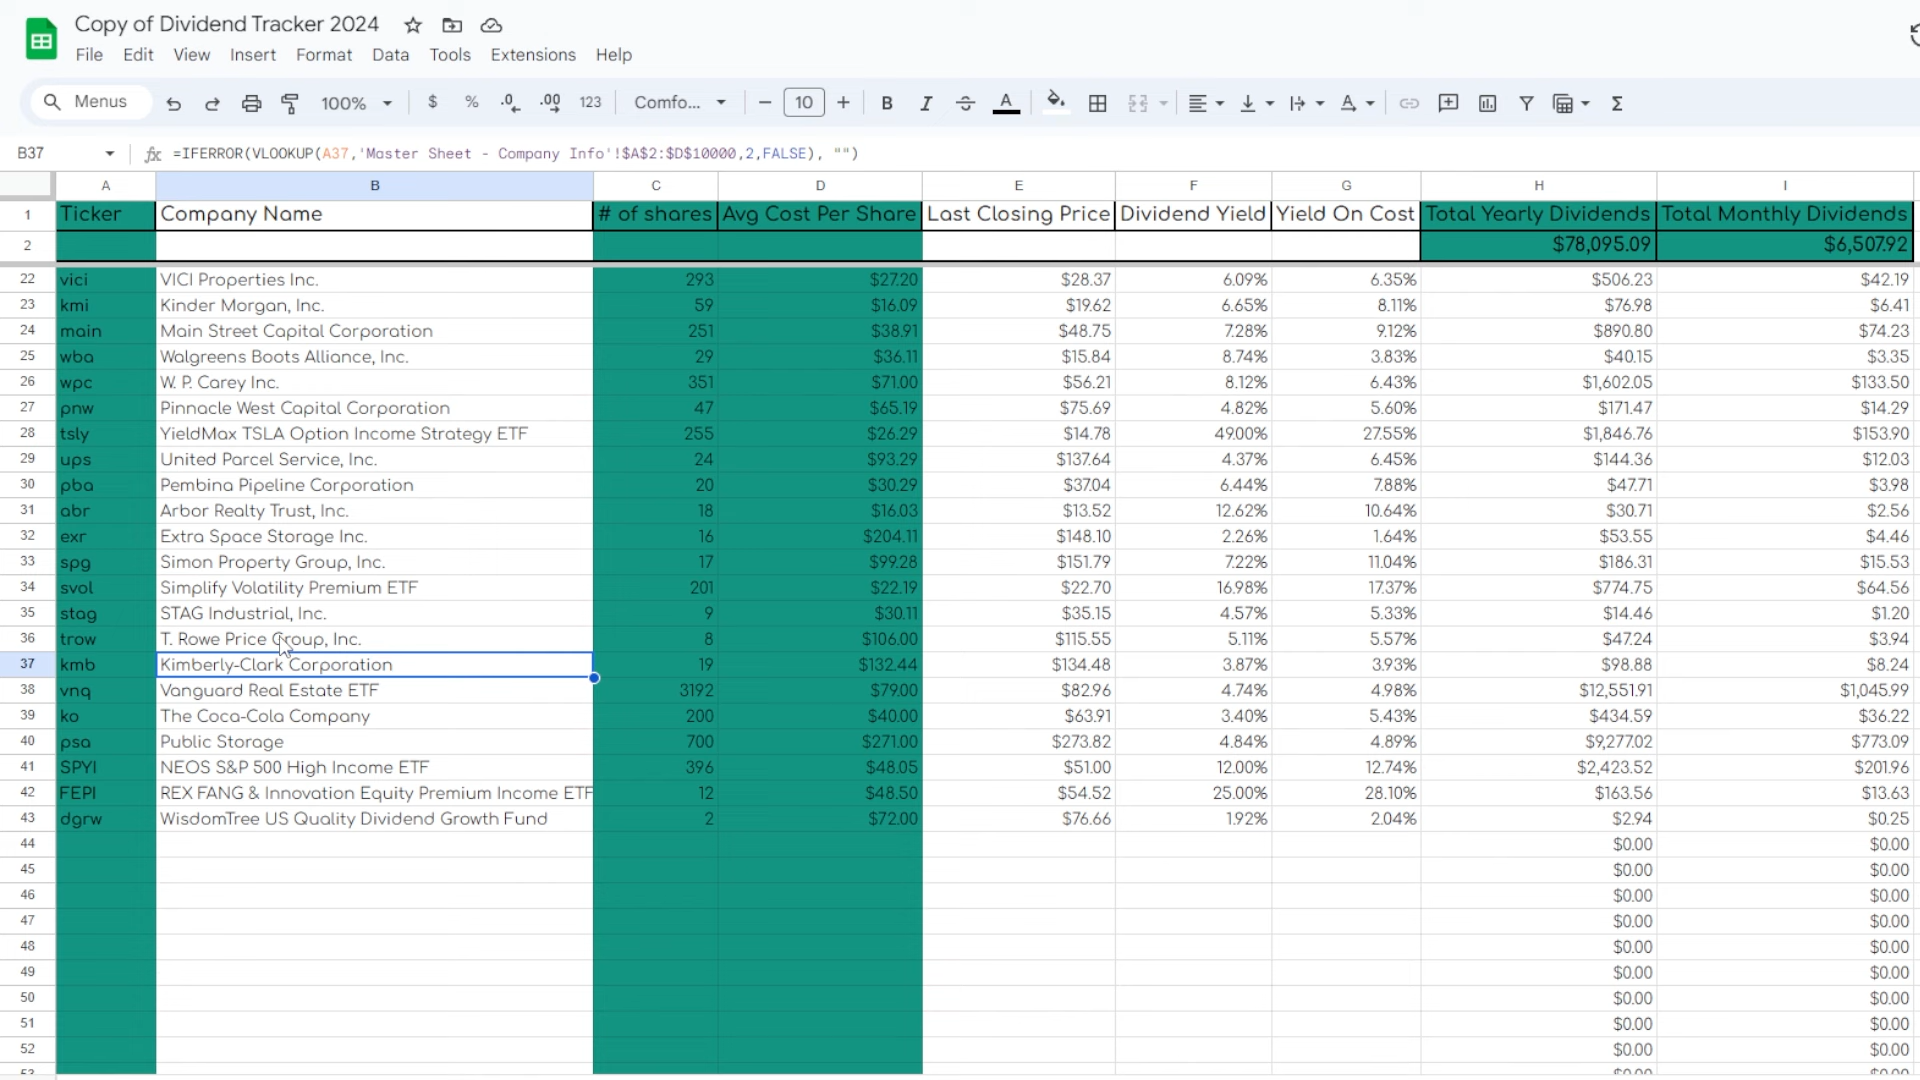 Copy of Dividend Tracker 2024
File Edit View Insert Format Data Tools Extensions Help
Menus 100% $ % .0 .00 123 Comfo... − 10 + B I A Σ
B37 fx =IFERROR(VLOOKUP(A37,'Master Sheet - Company Info'!$A$2:$D$10000,2,FALSE), "")
A B C D E F G H I
1 Ticker Company Name # of shares Avg Cost Per Share Last Closing Price Dividend Yield Yield On Cost Total Yearly Dividends Total Monthly Dividends
2 $78,095.09 $6,507.92
22 vici VICI Properties Inc. 293 $27.20 $28.37 6.09% 6.35% $506.23 $42.19
23 kmi Kinder Morgan, Inc. 59 $16.09 $19.62 6.65% 8.11% $76.98 $6.41
24 main Main Street Capital Corporation 251 $38.91 $48.75 7.28% 9.12% $890.80 $74.23
25 wba Walgreens Boots Alliance, Inc. 29 $36.11 $15.84 8.74% 3.83% $40.15 $3.35
26 wpc W. P. Carey Inc. 351 $71.00 $56.21 8.12% 6.43% $1,602.05 $133.50
27 pnw Pinnacle West Capital Corporation 47 $65.19 $75.69 4.82% 5.60% $171.47 $14.29
28 tsly YieldMax TSLA Option Income Strategy ETF 255 $26.29 $14.78 49.00% 27.55% $1,846.76 $153.90
29 ups United Parcel Service, Inc. 24 $93.29 $137.64 4.37% 6.45% $144.36 $12.03
30 pba Pembina Pipeline Corporation 20 $30.29 $37.04 6.44% 7.88% $47.71 $3.98
31 abr Arbor Realty Trust, Inc. 18 $16.03 $13.52 12.62% 10.64% $30.71 $2.56
32 exr Extra Space Storage Inc. 16 $204.11 $148.10 2.26% 1.64% $53.55 $4.46
33 spg Simon Property Group, Inc. 17 $99.28 $151.79 7.22% 11.04% $186.31 $15.53
34 svol Simplify Volatility Premium ETF 201 $22.19 $22.70 16.98% 17.37% $774.75 $64.56
35 stag STAG Industrial, Inc. 9 $30.11 $35.15 4.57% 5.33% $14.46 $1.20
36 trow T. Rowe Price Group, Inc. 8 $106.00 $115.55 5.11% 5.57% $47.24 $3.94
37 kmb Kimberly-Clark Corporation 19 $132.44 $134.48 3.87% 3.93% $98.88 $8.24
38 vnq Vanguard Real Estate ETF 3192 $79.00 $82.96 4.74% 4.98% $12,551.91 $1,045.99
39 ko The Coca-Cola Company 200 $40.00 $63.91 3.40% 5.43% $434.59 $36.22
40 psa Public Storage 700 $271.00 $273.82 4.84% 4.89% $9,277.02 $773.09
41 SPYI NEOS S&P 500 High Income ETF 396 $48.05 $51.00 12.00% 12.74% $2,423.52 $201.96
42 FEPI REX FANG & Innovation Equity Premium Income ETF 12 $48.50 $54.52 25.00% 28.10% $163.56 $13.63
43 dgrw WisdomTree US Quality Dividend Growth Fund 2 $72.00 $76.66 1.92% 2.04% $2.94 $0.25
44 $0.00 $0.00
45 $0.00 $0.00
46 $0.00 $0.00
47 $0.00 $0.00
48 $0.00 $0.00
49 $0.00 $0.00
50 $0.00 $0.00
51 $0.00 $0.00
52 $0.00 $0.00
53 $0.00 $0.00